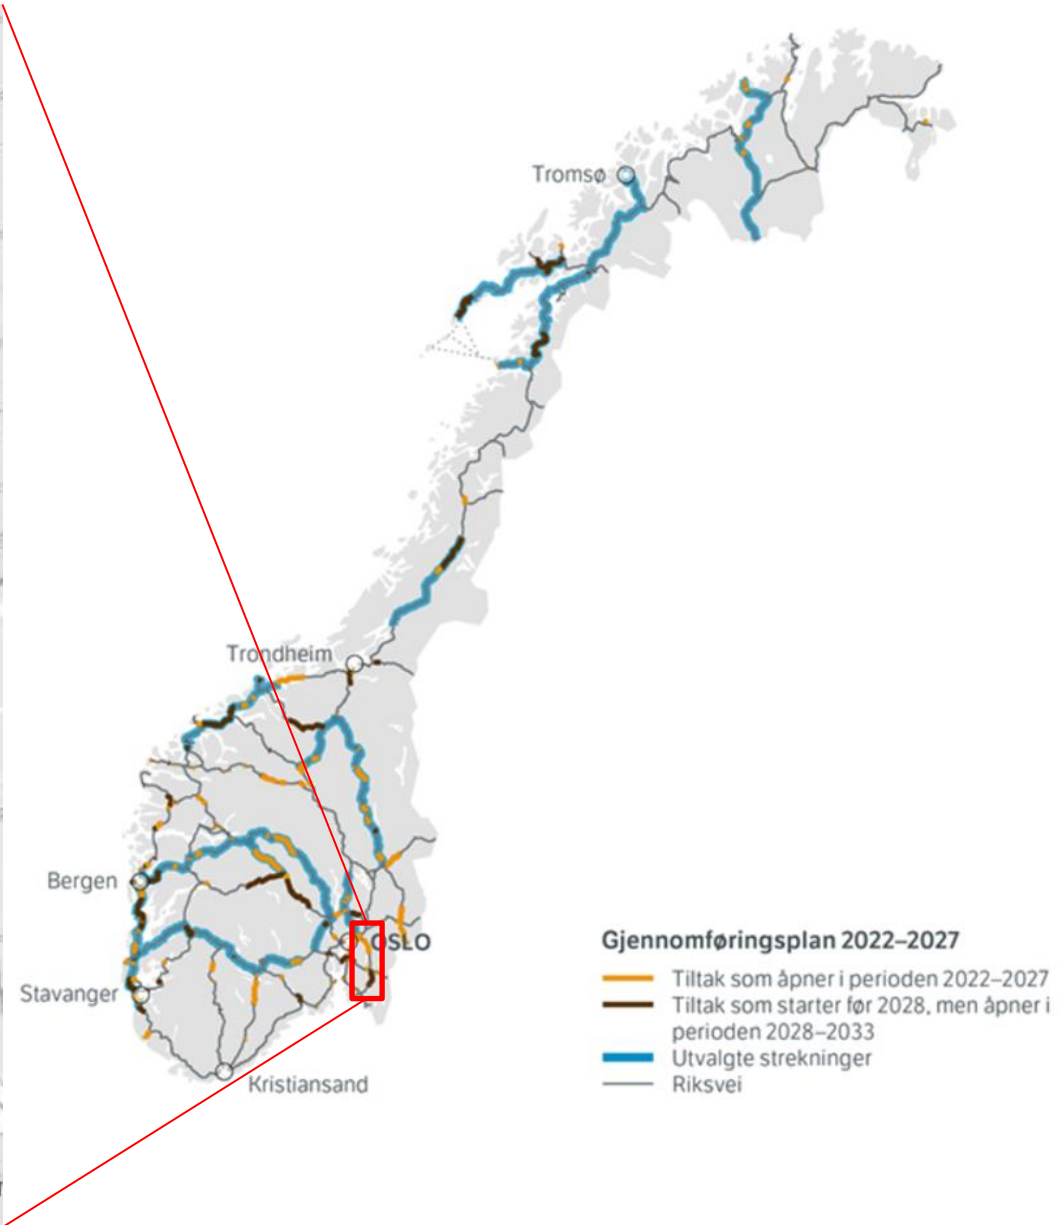 Tromsø
Trondheim
Bergen
OSLO
Stavanger
Kristiansand
Gjennomføringsplan 2022–2027
Tiltak som åpner i perioden 2022–2027
Tiltak som starter før 2028, men åpner i
perioden 2028–2033
Utvalgte strekninger
Riksvei